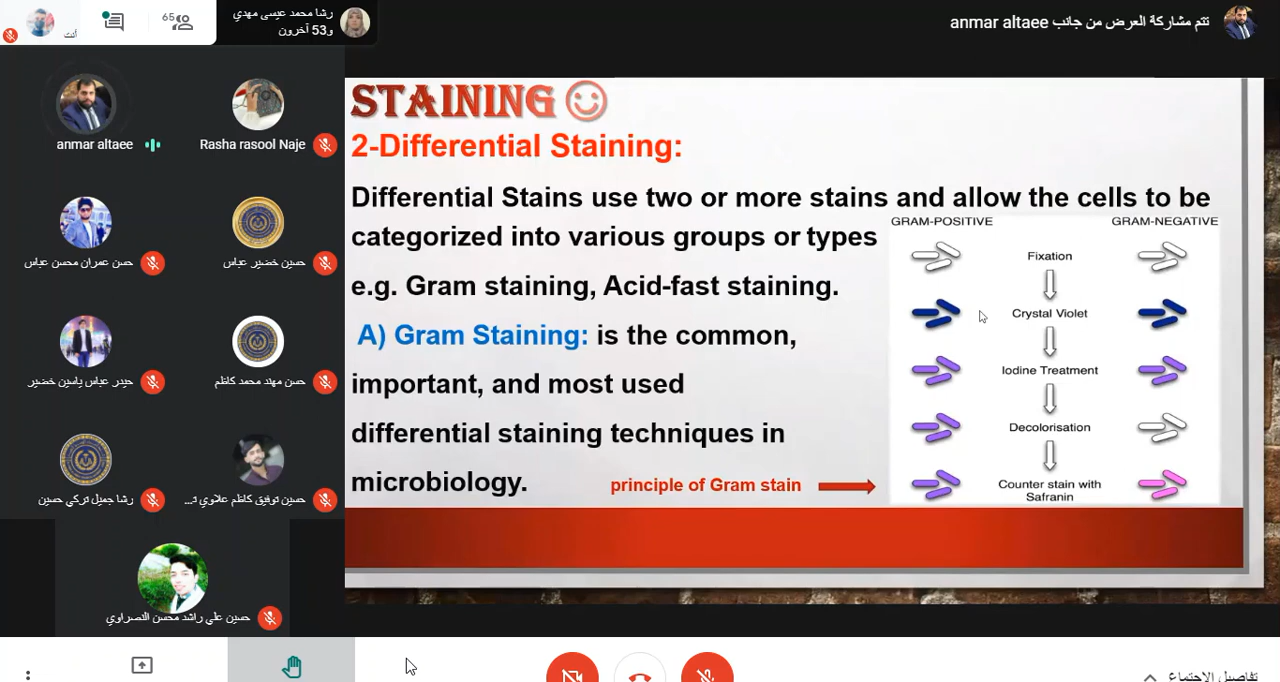 رشا محمد عيسى مهدي
و53 آخرون
65
أنت
تتم مشاركة العرض من جانب anmar altaee
anmar altaee
Rasha rasool Naje
حسن عمران محسن عباس
حسين خضير عباس
حيدر عباس ياسين خضير
حسن مهند محمد كاظم
رشا جميل تركي حسين
حسين توفيق كاظم علاوي ت...
حسين علي راشد محسن النصراوي
STAINING
2-Differential Staining:
Differential Stains use two or more stains and allow the cells to be
categorized into various groups or types
e.g. Gram staining, Acid-fast staining.
A) Gram Staining: is the common,
important, and most used
differential staining techniques in
microbiology.
principle of Gram stain
GRAM-POSITIVE
GRAM-NEGATIVE
Fixation
Crystal Violet
Iodine Treatment
Decolorisation
Counter stain with
Safranin
تفاصيل الاجتماع